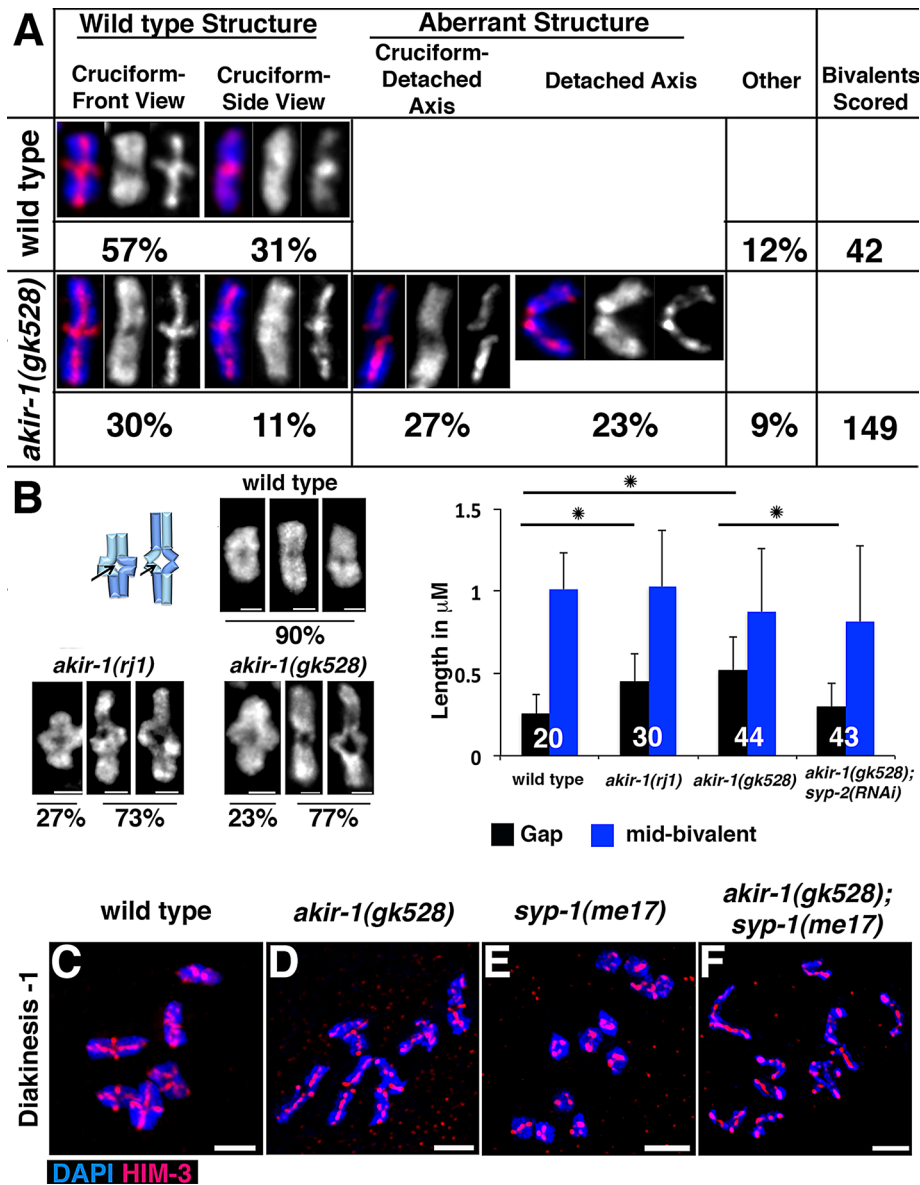 A
Wild type Structure
Aberrant Structure
Cruciform-
Front View
Cruciform-
Side View
Cruciform-
Detached
Axis
Detached Axis
Other
Bivalents
Scored
wild type
57%
31%
12%
42
akir-1(gk528)
30%
11%
27%
23%
9%
149
B
wild type
90%
akir-1(rj1)
27%
73%
akir-1(gk528)
23%
77%
Length in μM
1.5
1
0.5
0
*
*
*
20
30
44
43
wild type
akir-1(rj1)
akir-1(gk528)
akir-1(gk528);
syp-2(RNAi)
Gap
mid-bivalent
wild type
akir-1(gk528)
syp-1(me17)
akir-1(gk528);
syp-1(me17)
Diakinesis -1
C
D
E
F
DAPI HIM-3